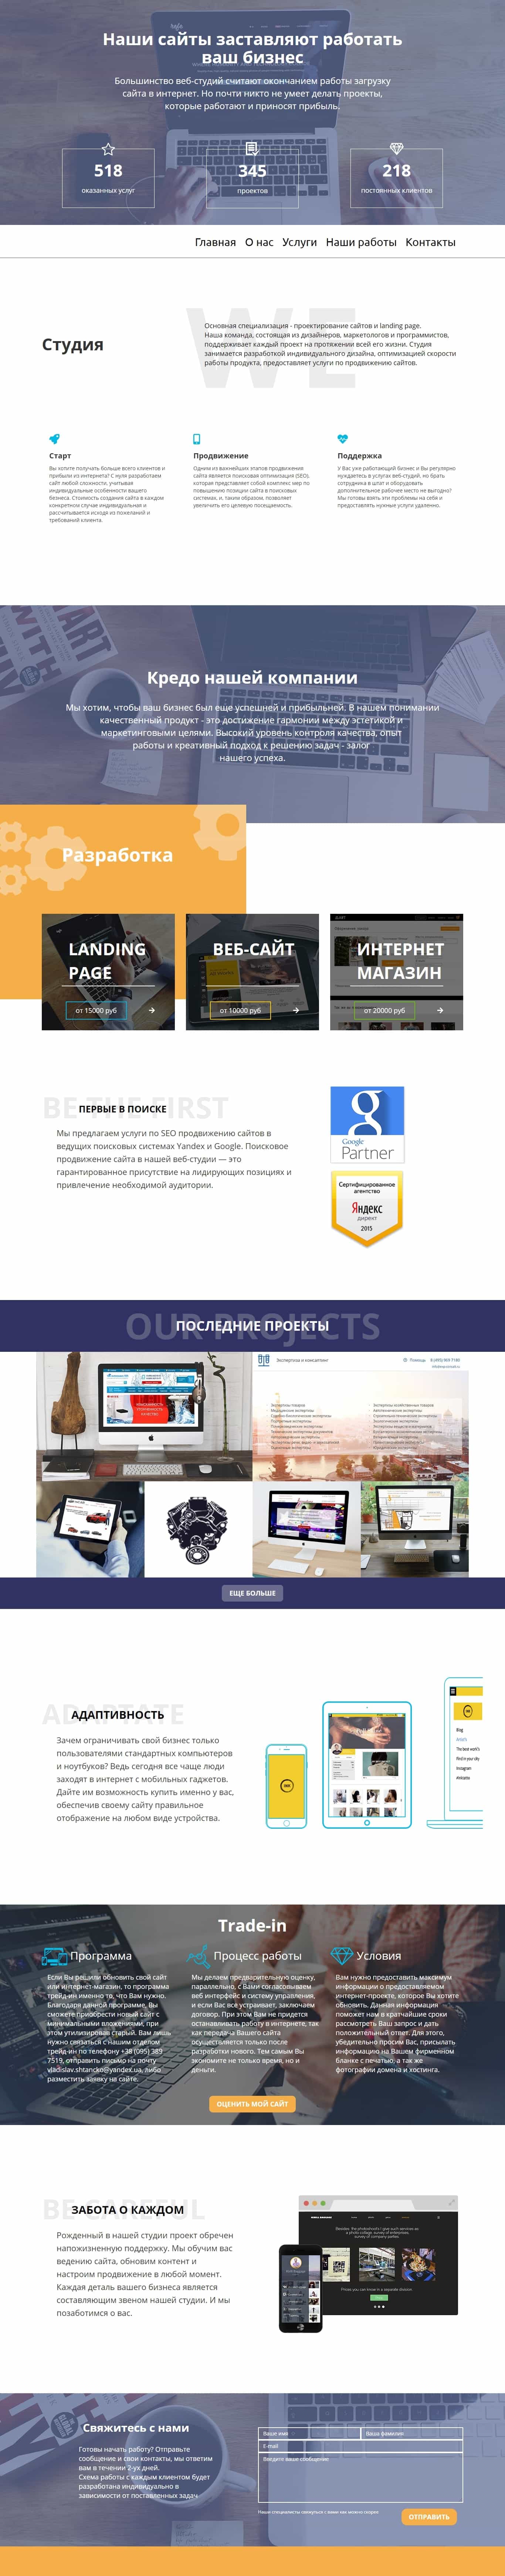 Наши сайты заставляют работать
ваш бизнес
Большинство веб-студий считают окончанием работы загрузку
сайта в интернет. Но почти никто не умеет делать проекты,
которые работают и приносят прибыль.
518
оказанных услуг
345
проектов
218
постоянных клиентов
Главная О нас Услуги Наши работы Контакты
WE
Студия
Основная специализация - проектирование сайтов и landing page.
Наша команда, состоящая из дизайнеров, маркетологов и программистов,
поддерживает каждый проект на протяжении всей его жизни. Студия
занимается разработкой индивидуального дизайна, оптимизацией скорости
работы продукта, предоставляет услуги по продвижению сайтов.
Старт
Вы хотите получать больше всего клиентов и
прибыли из интернета? С нуля разработаем
сайт любой сложности. учитывая
индивидуальные особенности вашего
бизнеса. Стоимость создания сайта в каждом
конкретном случае индивидуальная и
рассчитывается исходя из пожеланий и
требований клиента.
Продвижение
Одним из важнейших этапов продвижения
сайта является поисковая оптимизация (SEO),
которая представляет собой комплекс мер по
повышению позиции сайта в поисковых
системах, и, таким образом, позволяет
увеличить его целевую посещаемость.
Поддержка
У Вас уже работающий бизнес и Вы регулярно
нуждаетесь в услугах веб-студий, но брать
сотрудника в штат и оборудовать
дополнительное рабочее место не выгодно?
Мы готовы взять эти проблемы на себя и
предоставлять нужные услуги удаленно.
Кредо нашей компании
Мы хотим, чтобы ваш бизнес был еще успешней и прибыльней. В нашем понимании
качественный продукт - это достижение гармонии между эстетикой и
маркетинговыми целями. Высокий уровень контроля качества, опыт
работы и креативный подход к решению задач - залог
нашего успеха.
Разработка
LANDING
PAGE
от 15000 руб
ВЕБ-САЙТ
от 10000 руб
ИНТЕРНЕТ
МАГАЗИН
от 20000 руб
BE THE FIRST
ПЕРВЫЕ В ПОИСКЕ
Мы предлагаем услуги по SEO продвижению сайтов в
ведущих поисковых системах Yandex и Google. Поисковое
продвижение сайта в нашей веб-студии — это
гарантированное присутствие на лидирующих позициях и
привлечение необходимой аудитории.
Google
Partner
Сертифицированное
агентство
Яндекс
директ
2015
OUR PROJECTS
ПОСЛЕДНИЕ ПРОЕКТЫ
Экспертиза и консалтинг
Помощь
ЕЩЕ БОЛЬШЕ
ADAPTATE
АДАПТИВНОСТЬ
Зачем ограничивать свой бизнес только
пользователями стандартных компьютеров
и ноутбуков? Ведь сегодня все чаще люди
заходят в интернет с мобильных гаджетов.
Дайте им возможность купить именно у вас,
обеспечив своему сайту правильное
отображение на любом виде устройства.
Blog
The best work's
Find in your city
Instagram
Trade-in
Программа
Если Вы решили обновить свой сайт
или интернет-магазин, то программа
трейд-ин именно то, что Вам нужно.
Благодаря данной программе, Вы
сможете приобрести новый сайт с
минимальными вложениями, при
этом утилизировав старый. Вам лишь
нужно связаться с нашим отделом
трейд-ин по телефону +38 (095) 389
7519, отправить письмо на почту
vladislav.shtancko@yandex.ua, либо
разместить заявку на сайте.
Процесс работы
Мы делаем предварительную оценку,
параллельно, с Вами согласовываем
веб интерфейс и систему управления,
и если Вас все устраивает, заключаем
договор. При этом Вам не придется
останавливать работу в интернете, так
как передача Вашего сайта
осуществляется только после
разработки нового. Тем самым Вы
экономите не только время, но и
деньги.
Условия
Вам нужно предоставить максимум
информации о предоставляемом
интернет-проекте, которое Вы хотите
обновить. Данная информация
поможет нам в кратчайшие сроки
рассмотреть Ваш запрос и дать
положительный ответ. Для этого,
убедительно просим Вас, присылать
информацию на Вашем фирменном
бланке с печатью, а так же
фотографии домена и хостинга.
ОЦЕНИТЬ МОЙ САЙТ
BE CAREFUL
ЗАБОТА О КАЖДОМ
Рожденный в нашей студии проект обречен
напожизненную поддержку. Мы обучим вас
ведению сайта, обновим контент и
настроим продвижение в любой момент.
Каждая деталь вашего бизнеса является
составляющим звеном нашей студии. И мы
позаботимся о вас.
Свяжитесь с нами
Готовы начать работу? Отправьте
сообщение и свои контакты, мы ответим
вам в течении 2-ух дней.
Схема работы с каждым клиентом будет
разработана индивидуально в
зависимости от поставленных задач
Ваше имя
Ваша фамилия
E-mail
Введите ваше сообщение
Наши специалисты свяжуться с вами как можно скорее
ОТПРАВИТЬ